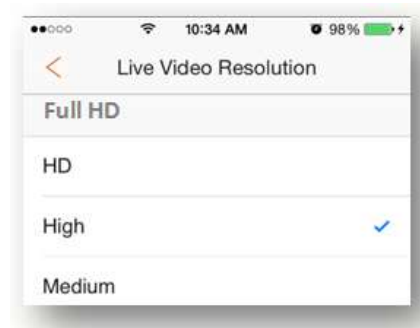 10:34 AM 98%
Live Video Resolution
Full HD
HD
High
Medium